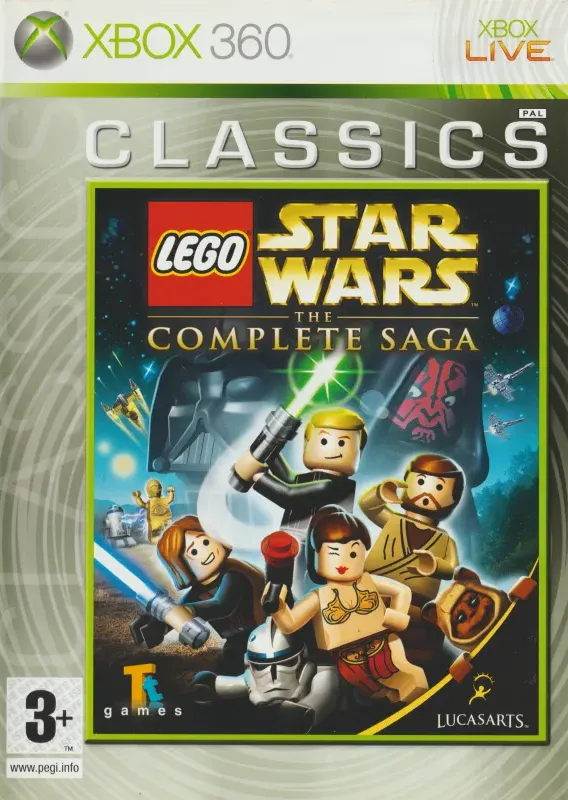 XBOX 360
XBOX
LIVE
PAL
CLASSICS
LEGO
STAR
WARS
THE
COMPLETE SAGA
Tt
games
LUCASARTS
3+
www.pegi.info
CLASSICS